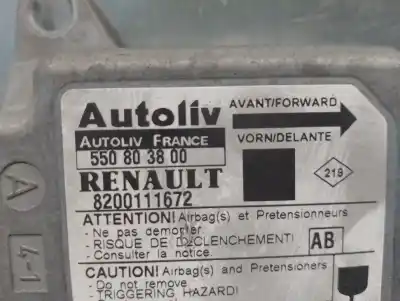 Autoliv
AVANT/FORWARD
AUTOLIV FRANCE
VORN/DELANTE
550 80 38 00
RENAULT
219
8200111672
ATTENTION! Airbag(s) et Pretensionneurs
- Ne pas demonter
- RISQUE DE DECLENCHEMENT!
AB
- Consulter la notice.
CAUTION! Airbag(s) and Pretensioners
- Do not remove
- TRIGGERING HAZARD!
A
4-1